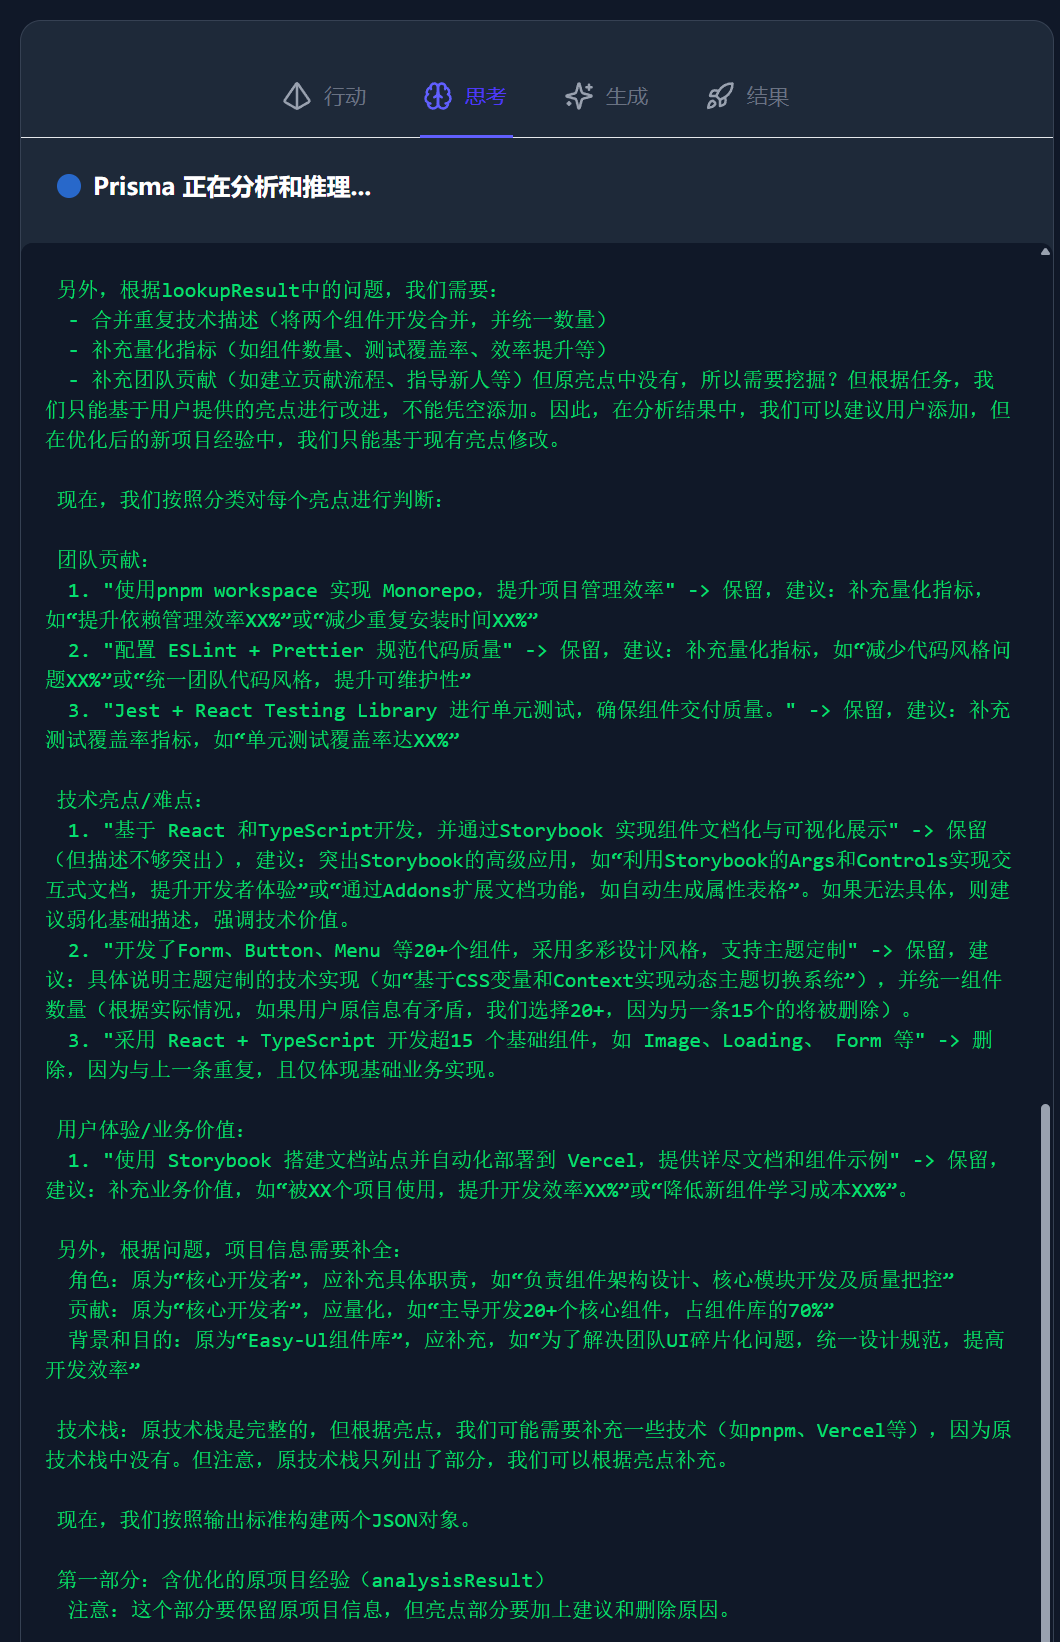 行动 思考 生成 结果
Prisma 正在分析和推理...
另外，根据lookupResult中的问题，我们需要：
- 合并重复技术描述（将两个组件开发合并，并统一数量）
- 补充量化指标（如组件数量、测试覆盖率、效率提升等）
- 补充团队贡献（如建立贡献流程、指导新人等）但原亮点中没有，所以需要挖掘？但根据任务，我
们只能基于用户提供的亮点进行改进，不能凭空添加。因此，在分析结果中，我们可以建议用户添加，但
在优化后的新项目经验中，我们只能基于现有亮点修改。
现在，我们按照分类对每个亮点进行判断：
团队贡献：
1. "使用pnpm workspace 实现 Monorepo，提升项目管理效率" -> 保留，建议：补充量化指标，
如“提升依赖管理效率XX%”或“减少重复安装时间XX%”
2. "配置 ESLint + Prettier 规范代码质量" -> 保留，建议：补充量化指标，如“减少代码风格问
题XX%”或“统一团队代码风格，提升可维护性”
3. "Jest + React Testing Library 进行单元测试，确保组件交付质量。" -> 保留，建议：补充
测试覆盖率指标，如“单元测试覆盖率达XX%”
技术亮点/难点：
1. "基于 React 和TypeScript开发，并通过Storybook 实现组件文档化与可视化展示" -> 保留
（但描述不够突出），建议：突出Storybook的高级应用，如“利用Storybook的Args和Controls实现交
互式文档，提升开发者体验”或“通过Addons扩展文档功能，如自动生成属性表格”。如果无法具体，则建
议弱化基础描述，强调技术价值。
2. "开发了Form、Button、Menu 等20+个组件，采用多彩设计风格，支持主题定制" -> 保留，建
议：具体说明主题定制的技术实现（如“基于CSS变量和Context实现动态主题切换系统”），并统一组件
数量（根据实际情况，如果用户原信息有矛盾，我们选择20+，因为另一条15个的将被删除）。
3. "采用 React + TypeScript 开发超15 个基础组件，如 Image、Loading、 Form 等" -> 删
除，因为与上一条重复，且仅体现基础业务实现。
用户体验/业务价值：
1. "使用 Storybook 搭建文档站点并自动化部署到 Vercel，提供详尽文档和组件示例" -> 保留，
建议：补充业务价值，如“被XX个项目使用，提升开发效率XX%”或“降低新组件学习成本XX%”。
另外，根据问题，项目信息需要补全：
角色：原为“核心开发者”，应补充具体职责，如“负责组件架构设计、核心模块开发及质量把控”
贡献：原为“核心开发者”，应量化，如“主导开发20+个核心组件，占组件库的70%”
背景和目的：原为“Easy-Ul组件库”，应补充，如“为了解决团队UI碎片化问题，统一设计规范，提高
开发效率”
技术栈：原技术栈是完整的，但根据亮点，我们可能需要补充一些技术（如pnpm、Vercel等），因为原
技术栈中没有。但注意，原技术栈只列出了部分，我们可以根据亮点补充。
现在，我们按照输出标准构建两个JSON对象。
第一部分：含优化的原项目经验（analysisResult）
注意：这个部分要保留原项目信息，但亮点部分要加上建议和删除原因。